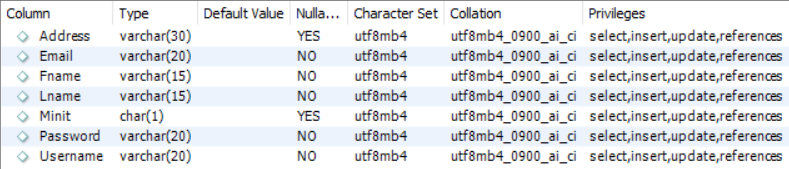 Column Type Default Value Nulla... Character Set Collation Privileges
Address varchar(30) YES utf8mb4 utf8mb4_0900_ai_ci select,insert,update,references
Email varchar(20) NO utf8mb4 utf8mb4_0900_ai_ci select,insert,update,references
Fname varchar(15) NO utf8mb4 utf8mb4_0900_ai_ci select,insert,update,references
Lname varchar(15) NO utf8mb4 utf8mb4_0900_ai_ci select,insert,update,references
Minit char(1) YES utf8mb4 utf8mb4_0900_ai_ci select,insert,update,references
Password varchar(20) NO utf8mb4 utf8mb4_0900_ai_ci select,insert,update,references
Username varchar(20) NO utf8mb4 utf8mb4_0900_ai_ci select,insert,update,references